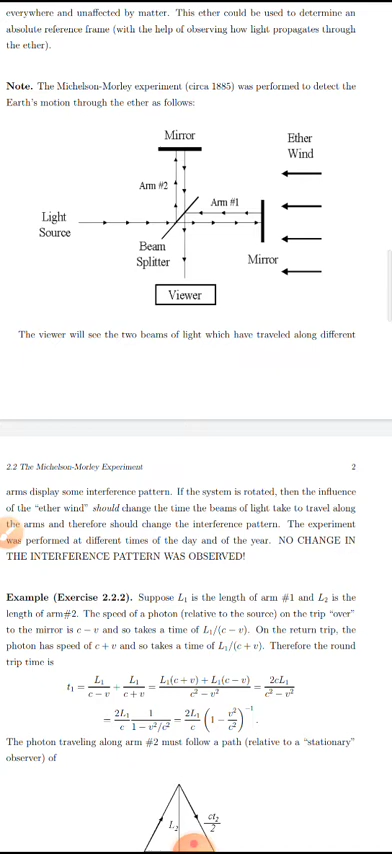 everywhere and unaffected by matter. This ether could be used to determine an
absolute reference frame (with the help of observing how light propagates through
the ether).
Note. The Michelson-Morley experiment (circa 1885) was performed to detect the
Earth's motion through the ether as follows:
Mirror
Ether
Wind
Arm #2
Arm #1
Light
Source
Beam
Splitter
Mirror
Viewer
The viewer will see the two beams of light which have traveled along different
2.2 The Michelson-Morley Experiment 2
arms display some interference pattern. If the system is rotated, then the influence
of the "ether wind" should change the time the beams of light take to travel along
the arms and therefore should change the interference pattern. The experiment
was performed at different times of the day and of the year. NO CHANGE IN
THE INTERFERENCE PATTERN WAS OBSERVED!
Example (Exercise 2.2.2). Suppose L₁ is the length of arm #1 and L₂ is the
length of arm#2. The speed of a photon (relative to the source) on the trip "over"
to the mirror is c − v and so takes a time of L₁/(c − v). On the return trip, the
photon has speed of c + v and so takes a time of L₁/(c + v). Therefore the round
trip time is
t₁ = L₁/(c − v) + L₁/(c + v) = (L₁(c + v) + L₁(c − v))/(c² − v²) = 2cL₁/(c² − v²)
= (2L₁/c) (1/(1 − v²/c²)) = (2L₁/c) (1 − v²/c²)⁻¹.
The photon traveling along arm #2 must follow a path (relative to a "stationary"
observer) of
L₂ ct₂/2